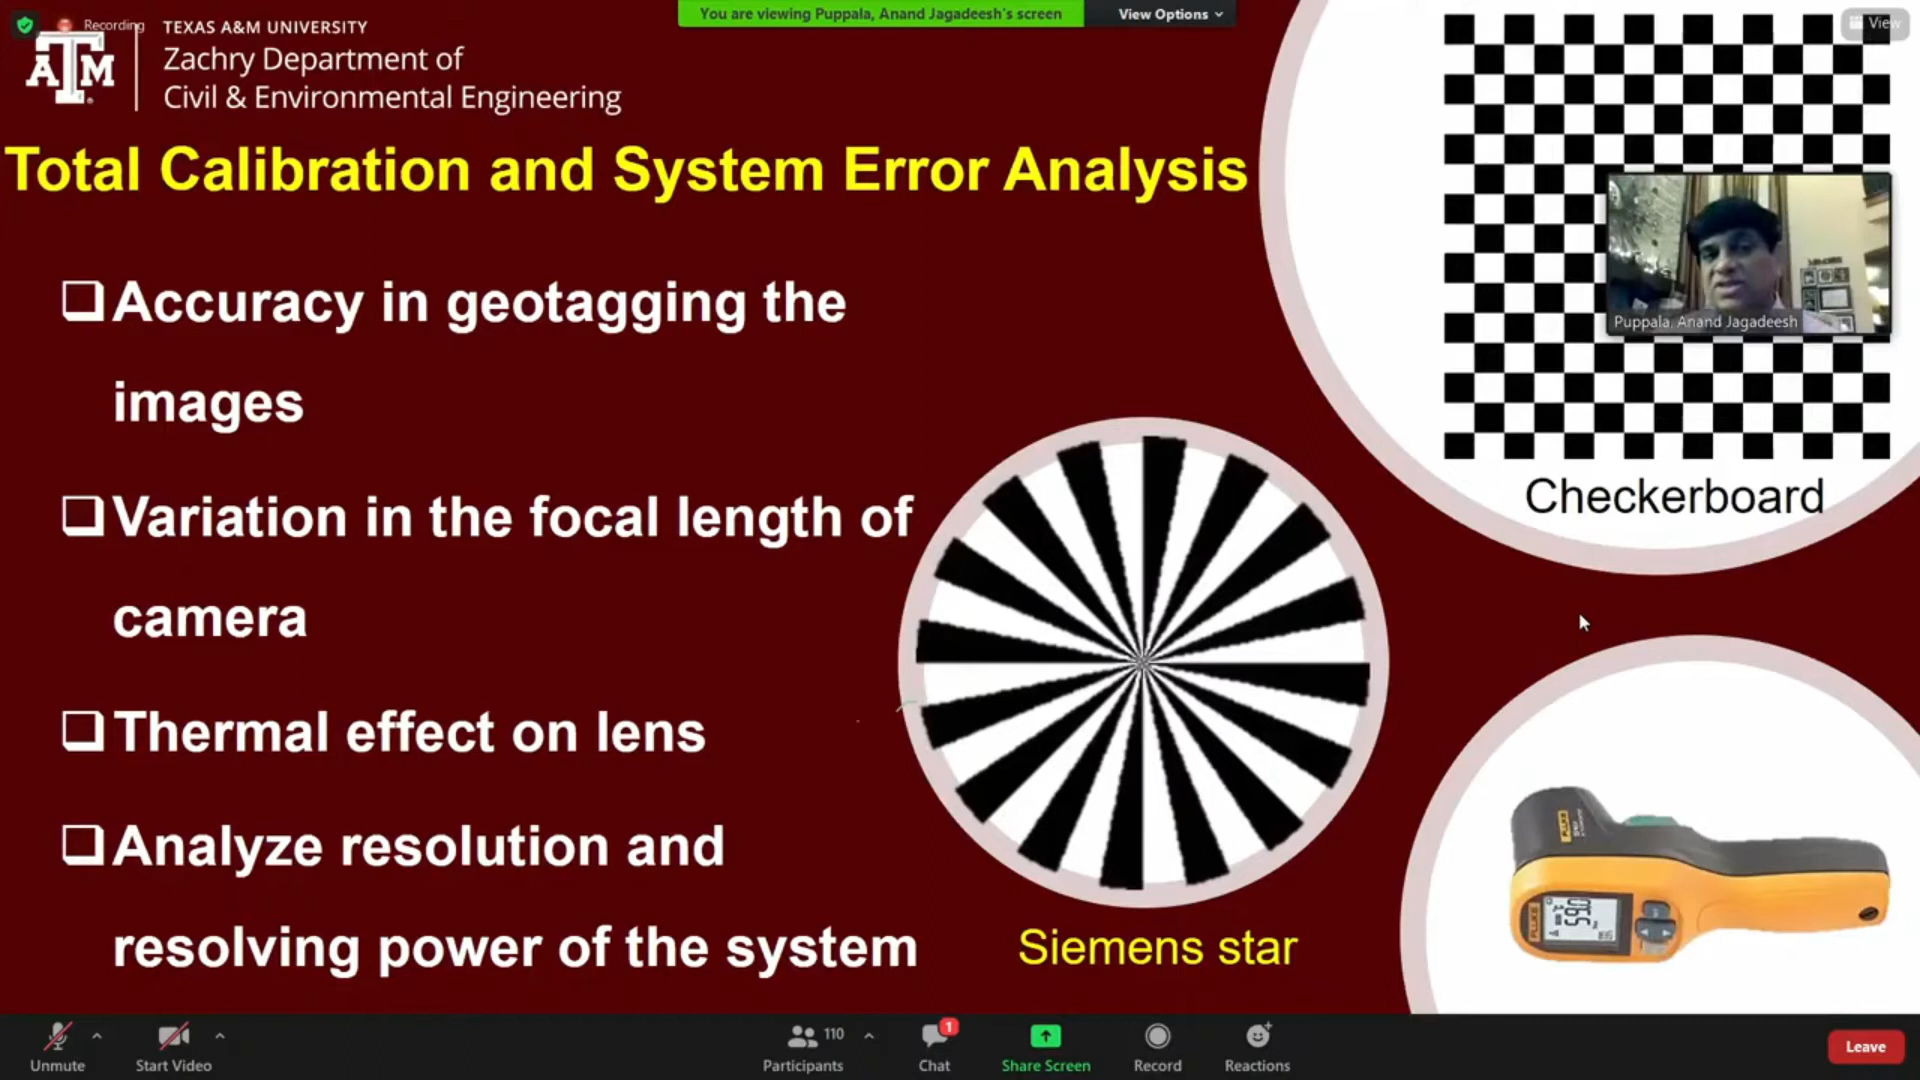 Recording
You are viewing Puppala, Anand Jagadeesh's screen
View Options
View
TEXAS A&M UNIVERSITY
Zachry Department of
Civil & Environmental Engineering
A T M
Total Calibration and System Error Analysis
Accuracy in geotagging the
images
Variation in the focal length of
camera
Thermal effect on lens
Analyze resolution and
resolving power of the system
Puppala, Anand Jagadeesh
Checkerboard
Siemens star
FLUKE
FLUKE
Unmute
Start Video
110
Participants
1
Chat
Share Screen
Record
Reactions
Leave